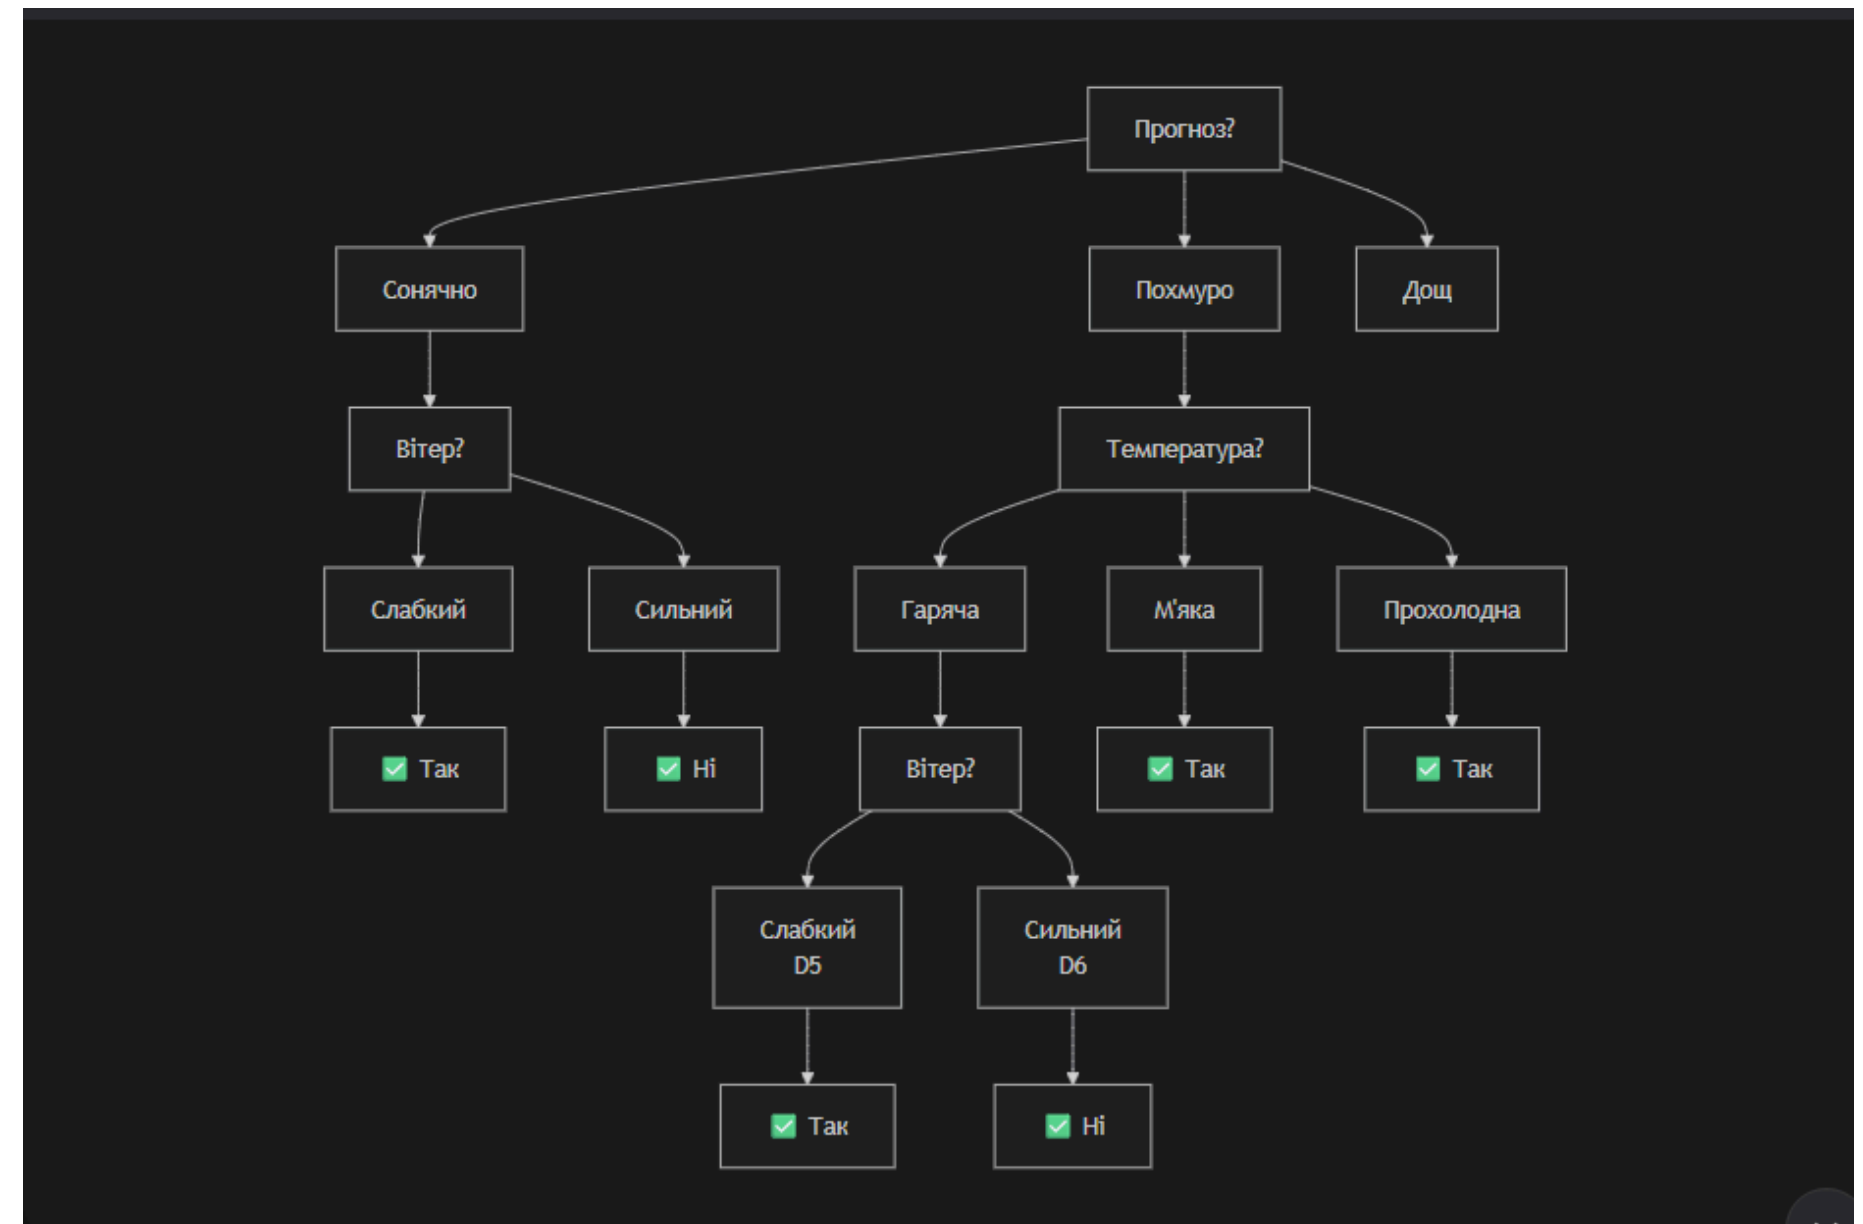 Прогноз?
Сонячно
Похмуро
Дощ
Вітер?
Температура?
Слабкий
Сильний
Гаряча
М'яка
Прохолодна
✅ Так
✅ Ні
Вітер?
✅ Так
✅ Так
Слабкий
D5
Сильний
D6
✅ Так
✅ Ні